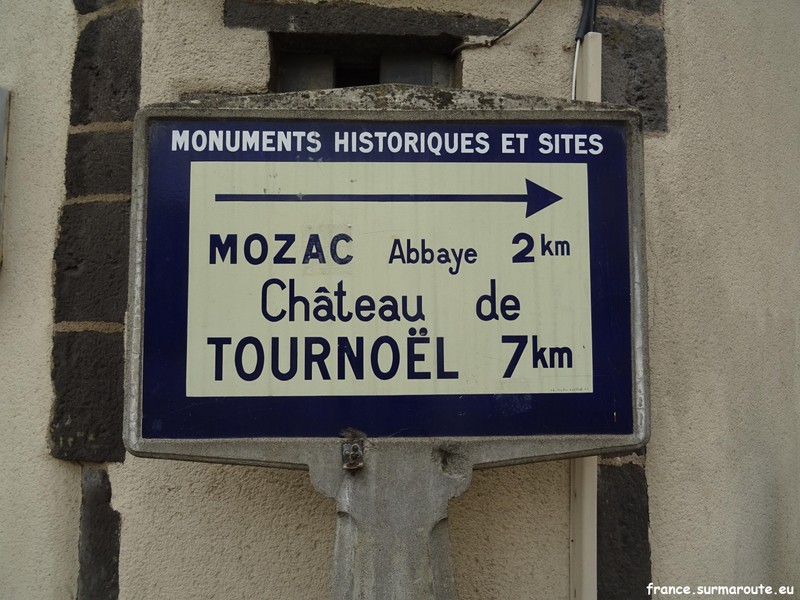 MONUMENTS HISTORIQUES ET SITES
MOZAC Abbaye 2 km
Château de
TOURNOËL 7 km
france.surmaroute.eu